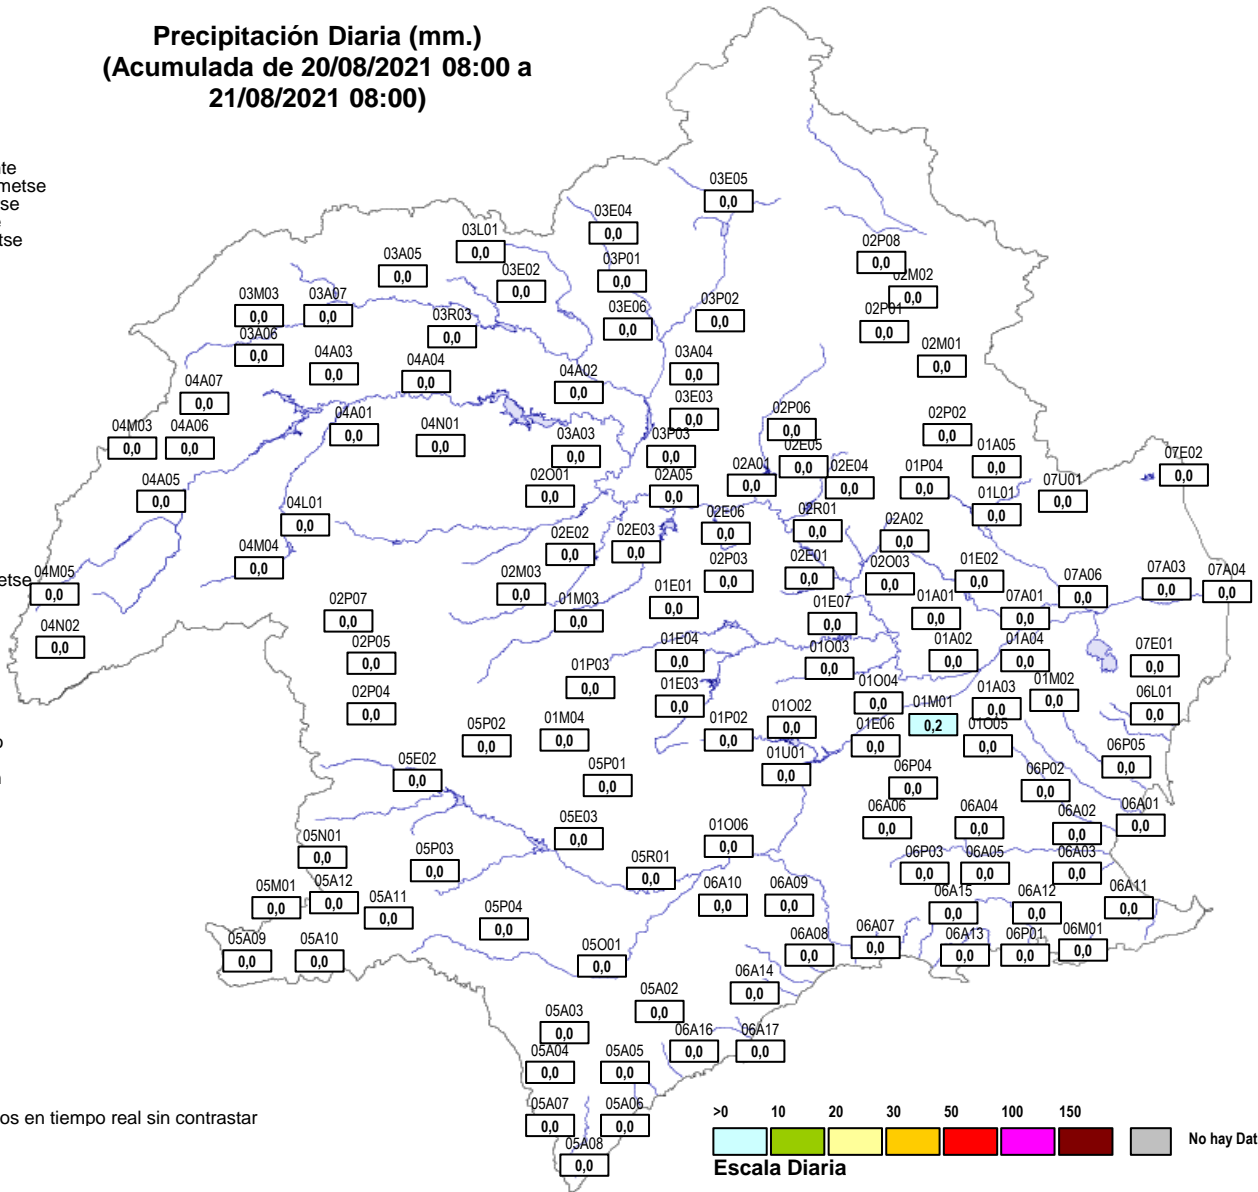 Precipitación Diaria (mm.)
(Acumulada de 20/08/2021 08:00 a
21/08/2021 08:00)
03E05
0,0
03E04
0,0
03L01
0,0
03P01
0,0
03A05
0,0
03E02
0,0
02P08
0,0
02M02
0,0
03M03
0,0
03A07
0,0
03R03
0,0
03E06
0,0
03P02
0,0
02P01
0,0
03A06
0,0
04A03
0,0
04A04
0,0
04A02
0,0
03A04
0,0
02M01
0,0
04A07
0,0
03E03
0,0
04M03
0,0
04A06
0,0
04A01
0,0
04N01
0,0
03A03
0,0
03P03
0,0
02P06
0,0
02E05
0,0
02P02
0,0
01A05
0,0
07E02
0,0
04A05
0,0
02O01
0,0
02A05
0,0
02A01
0,0
02E04
0,0
01P04
0,0
01L01
0,0
07U01
0,0
04L01
0,0
02E06
0,0
02R01
0,0
02A02
0,0
04M04
0,0
02E02
0,0
02E03
0,0
02P03
0,0
02E01
0,0
02O03
0,0
01E02
0,0
04M05
0,0
metse
02M03
0,0
01M03
0,0
01E01
0,0
01E07
0,0
01A01
0,0
07A01
0,0
07A06
0,0
07A03
0,0
07A04
0,0
04N02
0,0
02P07
0,0
02P05
0,0
02P04
0,0
01P03
0,0
01E04
0,0
01E03
0,0
01O03
0,0
01A02
0,0
01A04
0,0
07E01
0,0
01O04
0,0
01M01
0,2
01A03
0,0
01M02
0,0
06L01
0,0
05P02
0,0
01M04
0,0
01P02
0,0
01O02
0,0
01E06
0,0
01O05
0,0
05E02
0,0
05P01
0,0
01U01
0,0
06P04
0,0
06P02
0,0
06P05
0,0
05E03
0,0
01O06
0,0
06A06
0,0
06A04
0,0
06A02
0,0
06A01
0,0
05N01
0,0
05P03
0,0
05R01
0,0
06P03
0,0
06A05
0,0
06A03
0,0
05M01
0,0
05A12
0,0
05A11
0,0
05P04
0,0
06A10
0,0
06A09
0,0
06A15
0,0
06A12
0,0
06A11
0,0
05A09
0,0
05A10
0,0
05O01
0,0
06A08
0,0
06A07
0,0
06A13
0,0
06P01
0,0
06M01
0,0
06A14
0,0
05A02
0,0
05A03
0,0
06A16
0,0
06A17
0,0
05A04
0,0
05A05
0,0
05A07
0,0
05A06
0,0
05A08
0,0
os en tiempo real sin contrastar
>0 10 20 30 50 100 150
No hay Dat
Escala Diaria